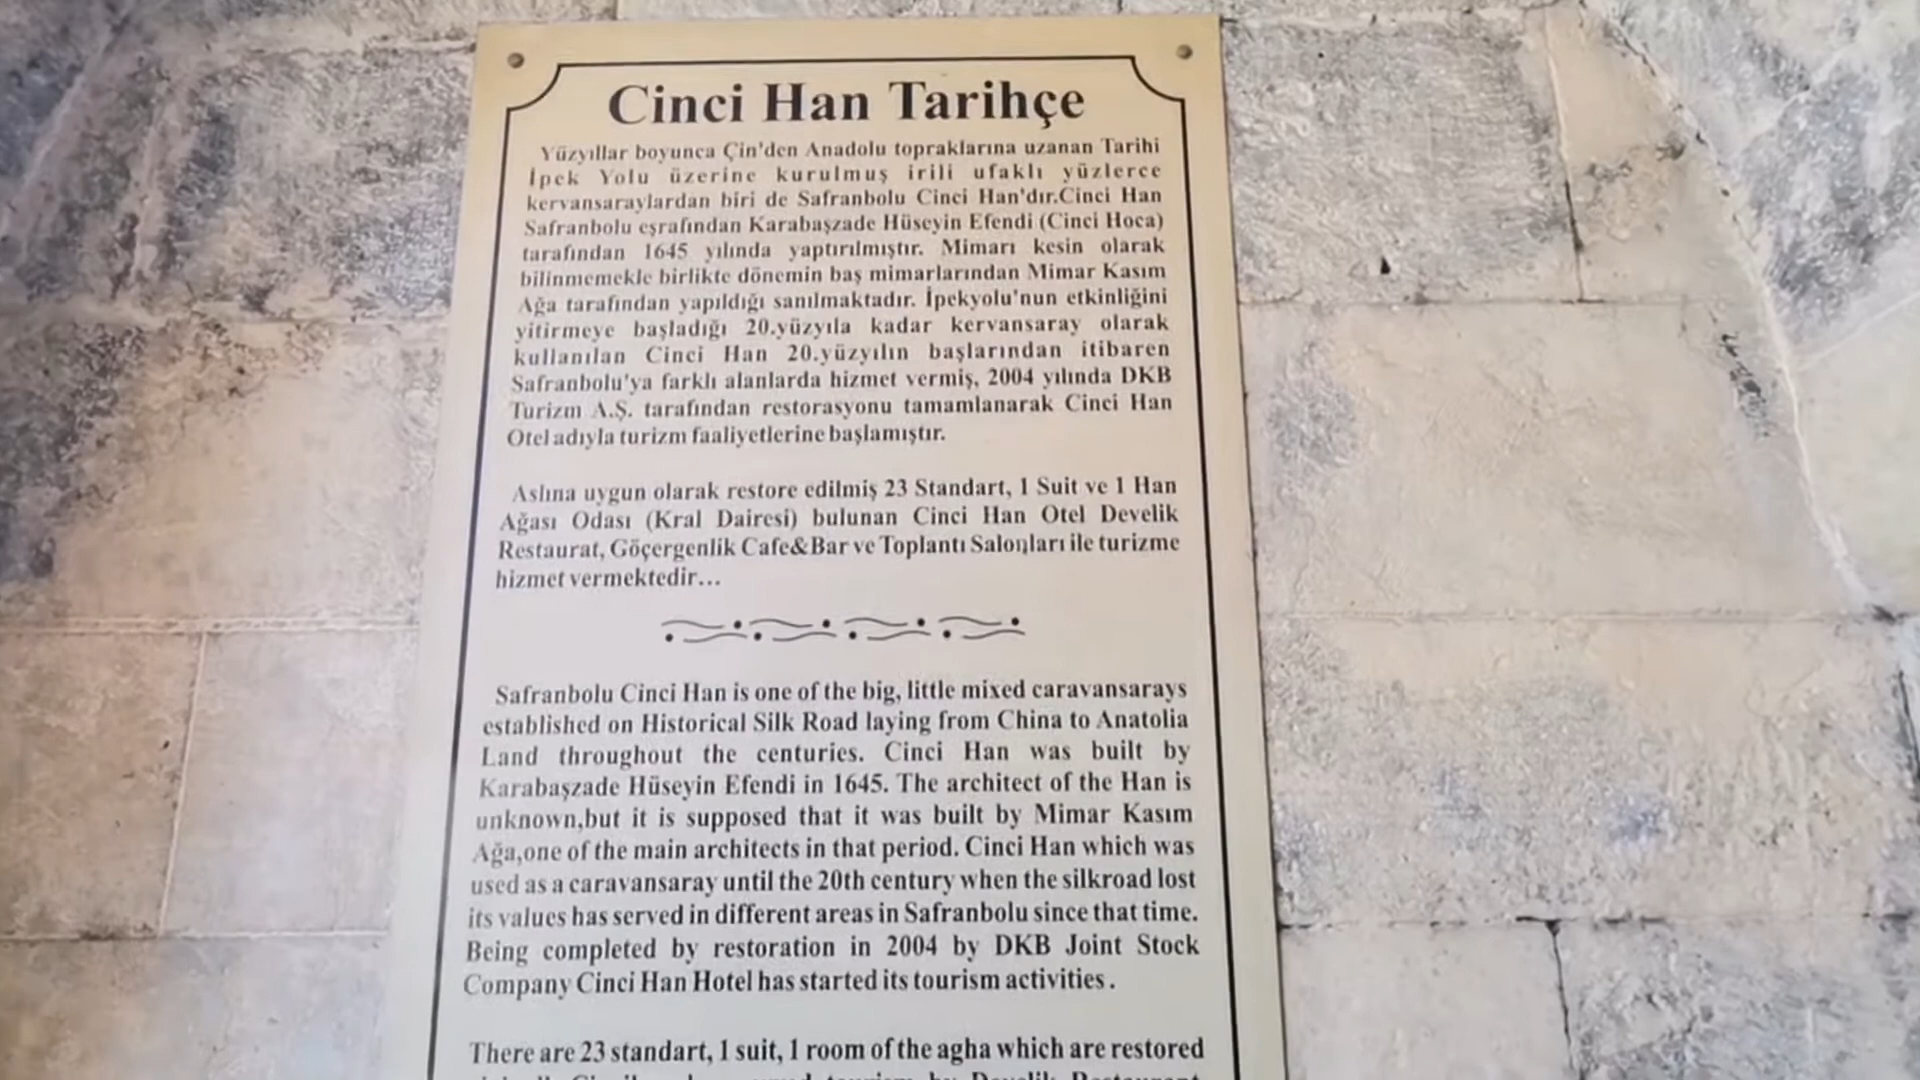 Cinci Han Tarihçe
Yüzyıllar boyunca Çin'den Anadolu topraklarına uzanan Tarihi
İpek Yolu üzerine kurulmuş irili ufaklı yüzlerce
kervansaraylardan biri de Safranbolu Cinci Han'dır.Cinci Han
Safranbolu eşrafından Karabaşzade Hüseyin Efendi (Cinci Hoca)
tarafından 1645 yılında yaptırılmıştır. Mimarı kesin olarak
bilinmemekle birlikte dönemin baş mimarlarından Mimar Kasım
Ağa tarafından yapıldığı sanılmaktadır. İpekyolu'nun etkinliğini
yitirmeye başladığı 20.yüzyıla kadar kervansaray olarak
kullanılan Cinci Han 20.yüzyılın başlarından itibaren
Safranbolu'ya farklı alanlarda hizmet vermiş, 2004 yılında DKB
Turizm A.Ş. tarafından restorasyonu tamamlanarak Cinci Han
Otel adıyla turizm faaliyetlerine başlamıştır.
Aslına uygun olarak restore edilmiş 23 Standart, 1 Suit ve 1 Han
Ağası Odası (Kral Dairesi) bulunan Cinci Han Otel Develik
Restaurat, Göçergenlik Cafe&Bar ve Toplantı Salonları ile turizme
hizmet vermektedir...
Safranbolu Cinci Han is one of the big, little mixed caravansarays
established on Historical Silk Road laying from China to Anatolia
Land throughout the centuries. Cinci Han was built by
Karabaşzade Hüseyin Efendi in 1645. The architect of the Han is
unknown,but it is supposed that it was built by Mimar Kasım
Ağa,one of the main architects in that period. Cinci Han which was
used as a caravansaray until the 20th century when the silkroad lost
its values has served in different areas in Safranbolu since that time.
Being completed by restoration in 2004 by DKB Joint Stock
Company Cinci Han Hotel has started its tourism activities.
There are 23 standart, 1 suit, 1 room of the agha which are restored